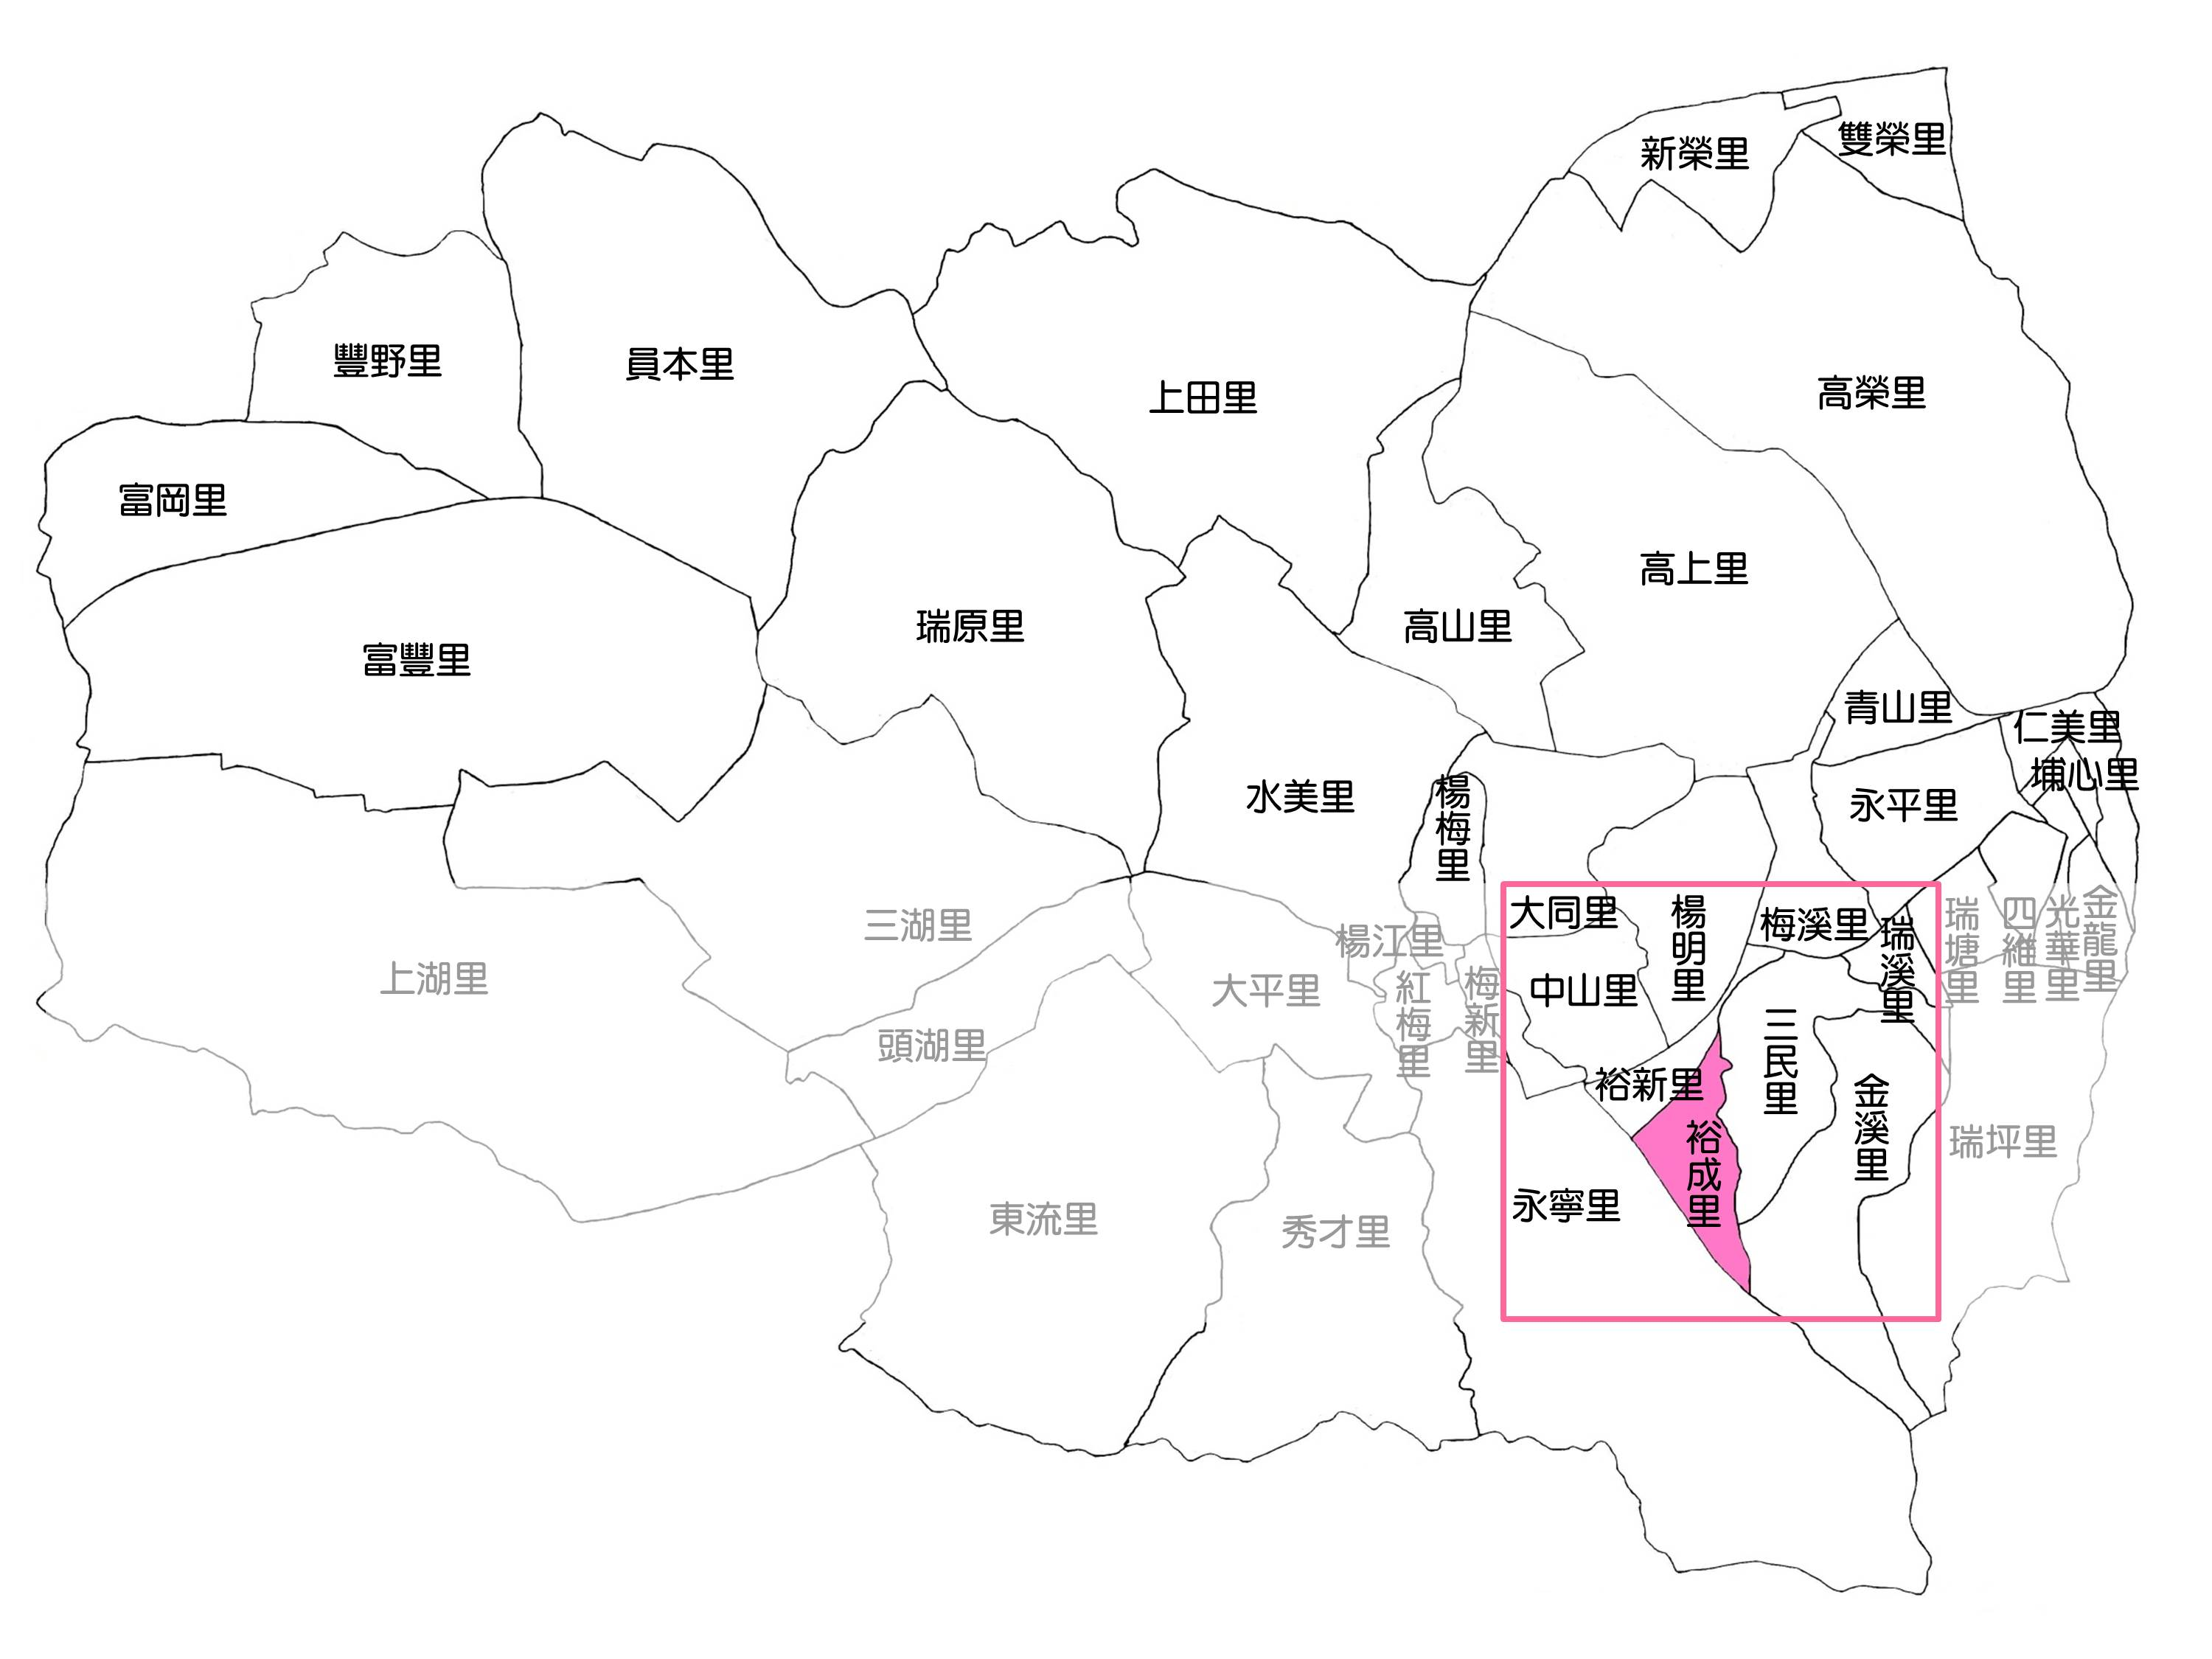 新榮里
雙榮里
豐野里
員本里
上田里
高榮里
富岡里
高上里
瑞原里
高山里
富豐里
青山里
仁美里
埔心里
水美里
楊梅里
永平里
三湖里
大同里
楊明里
梅溪里
瑞溪里
瑞塘里
四維里
光華里
金龍里
楊江里
上湖里
大平里
紅梅里
梅新里
中山里
頭湖里
三民里
裕新里
金溪里
裕成里
瑞坪里
永寧里
東流里
秀才里